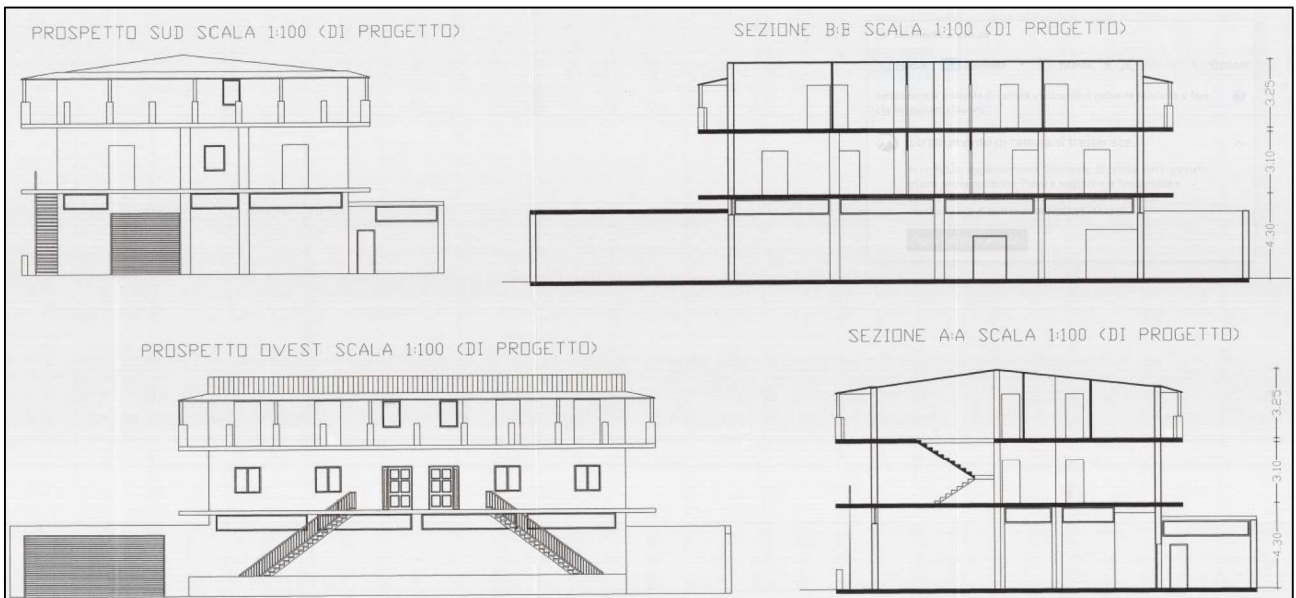 PROSPETTO SUD SCALA 1:100 (DI PROGETTO)
SEZIONE B:B SCALA 1:100 (DI PROGETTO)
3.25
3.10
4.30
PROSPETTO OVEST SCALA 1:100 (DI PROGETTO)
SEZIONE A:A SCALA 1:100 (DI PROGETTO)
3.25
3.10
4.30